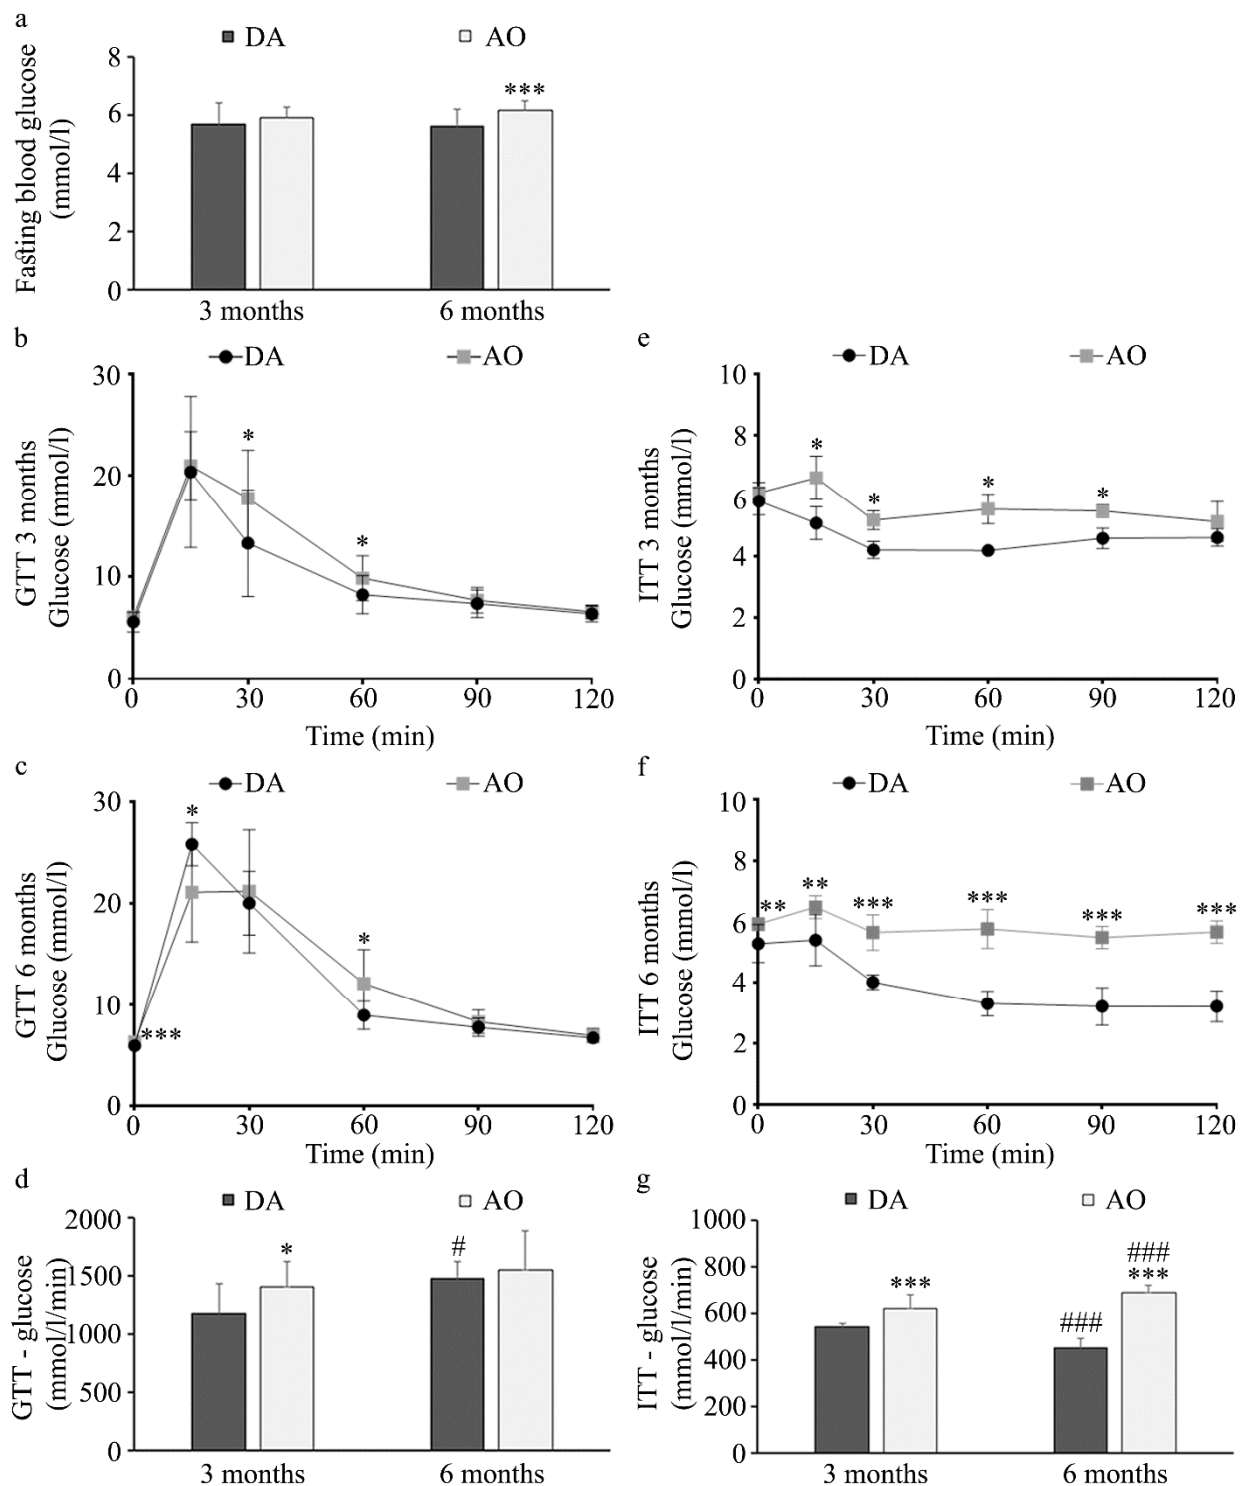 a
DA AO
Fasting blood glucose
(mmol/l)
8
6
4
2
0
***
3 months 6 months
b
DA AO
GTT 3 months
Glucose (mmol/l)
30
20
10
0
*
*
0 30 60 90 120
Time (min)
e
DA AO
ITT 3 months
Glucose (mmol/l)
10
8
6
4
2
0
*
*
*
*
0 30 60 90 120
Time (min)
c
DA AO
GTT 6 months
Glucose (mmol/l)
30
20
10
0
***
*
*
0 30 60 90 120
Time (min)
f
DA AO
ITT 6 months
Glucose (mmol/l)
10
8
6
4
2
0
** ** *** *** *** ***
0 30 60 90 120
Time (min)
d
DA AO
GTT - glucose
(mmol/l/min)
2000
1500
1000
500
0
*
#
3 months 6 months
g
DA AO
ITT - glucose
(mmol/l/min)
1000
800
600
400
200
0
***
###
###
***
3 months 6 months